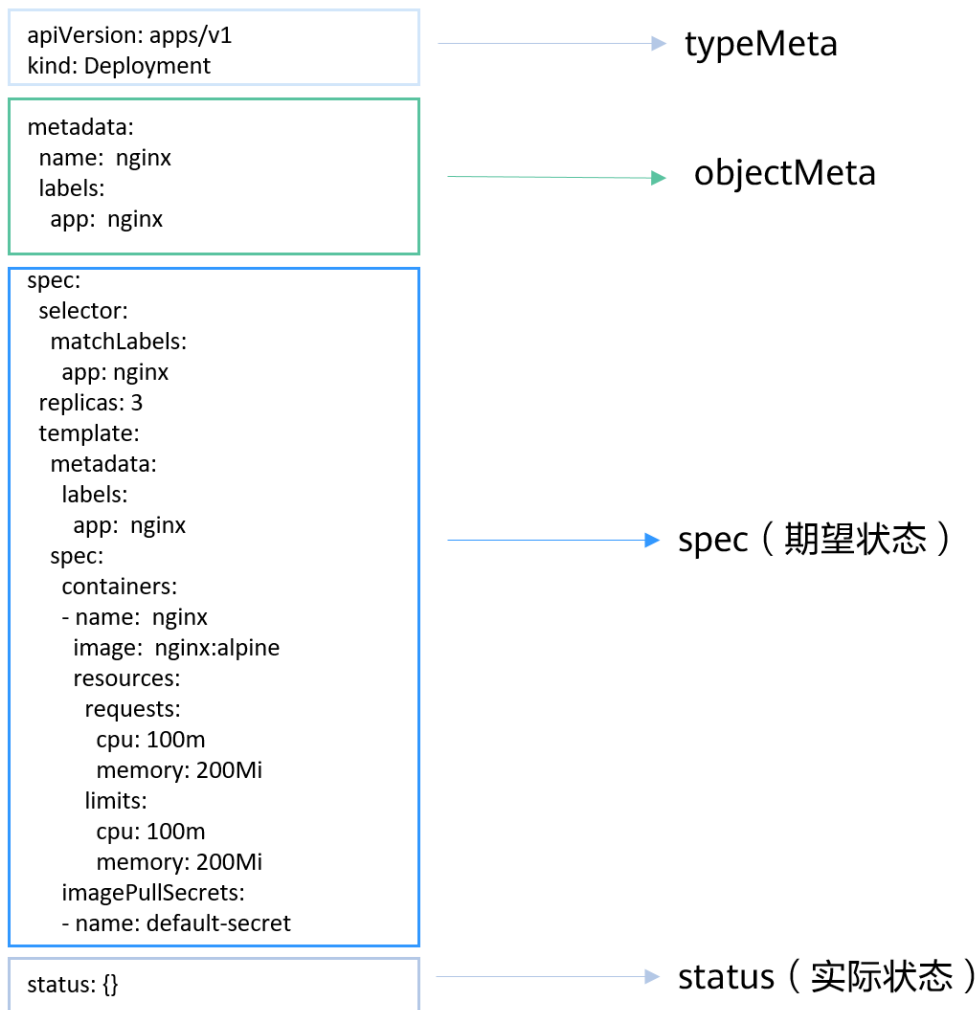 apiVersion: apps/v1
kind: Deployment
typeMeta
metadata:
  name:  nginx
  labels:
    app:  nginx
objectMeta
spec:
  selector:
    matchLabels:
      app: nginx
  replicas: 3
  template:
    metadata:
      labels:
        app:  nginx
    spec:
      containers:
      - name:  nginx
        image:  nginx:alpine
        resources:
          requests:
            cpu: 100m
            memory: 200Mi
          limits:
            cpu: 100m
            memory: 200Mi
      imagePullSecrets:
      - name: default-secret
spec（期望状态）
status: {}
status（实际状态）